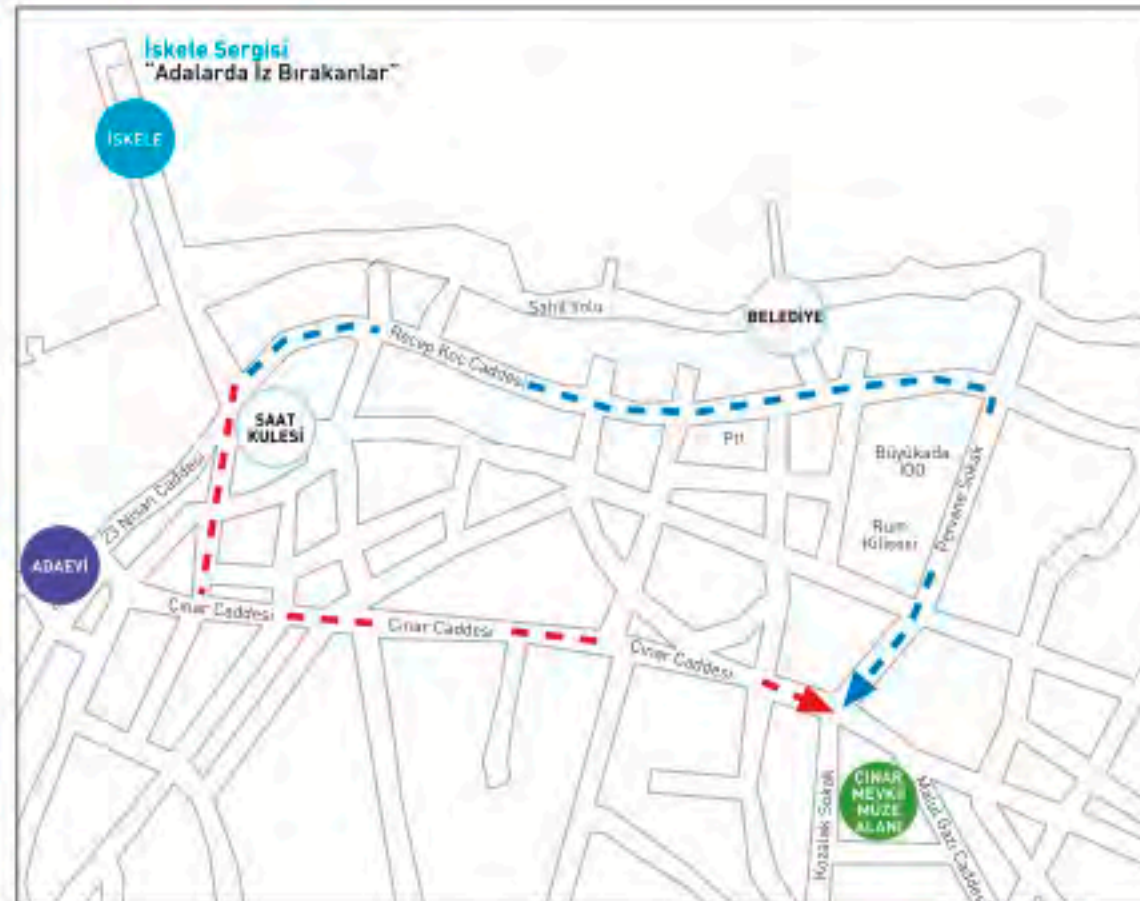 İskele Sergisi
"Adalarda İz Bırakanlar"
İSKELE
Sahil Yolu
BELEDİYE
Recep Koç Caddesi
SAAT
KULESİ
Ptt
Büyükada
İÖO
23 Nisan Caddesi
Pervane Sokak
Rum
Kilisesi
ADAEVİ
Çınar Caddesi
Çınar Caddesi
Çınar Caddesi
ÇINAR
MEVKİİ
MÜZE
ALANI
Kozalak Sokak
Malul Gazi Caddesi